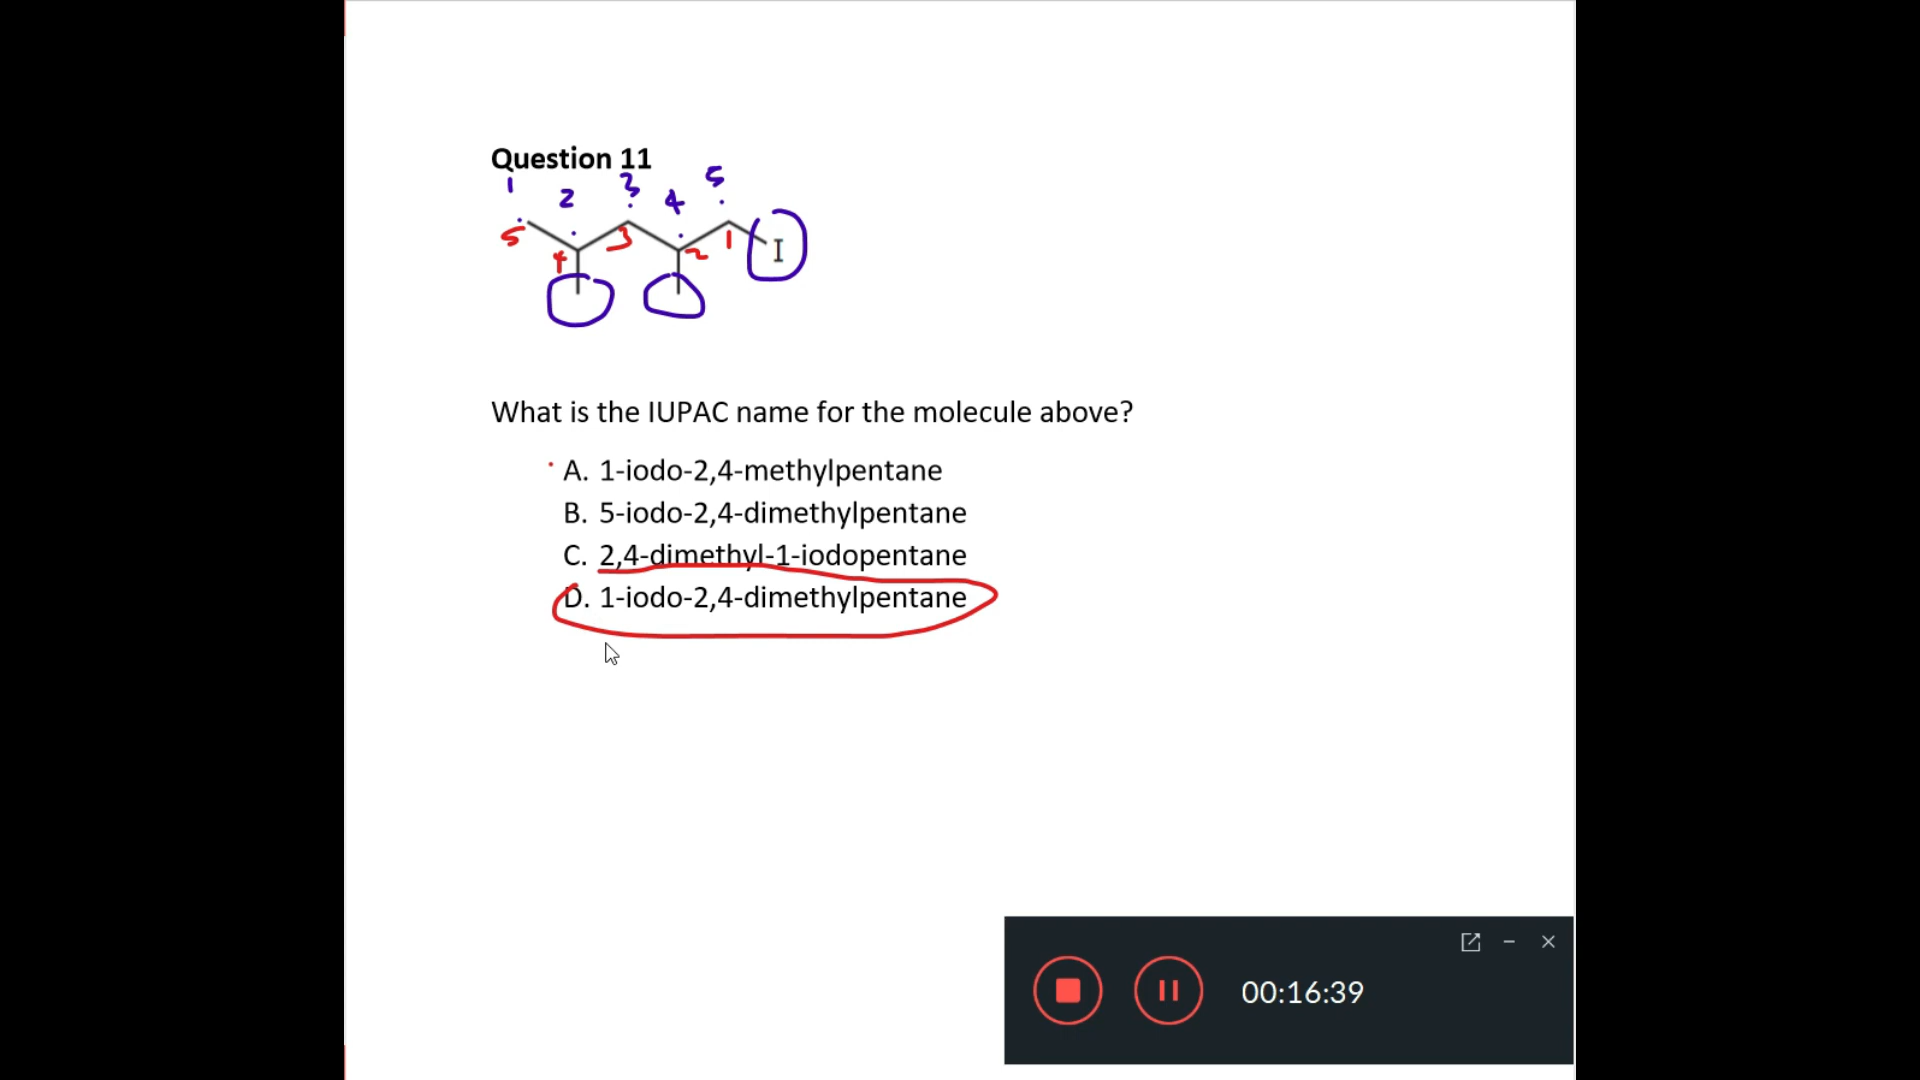 Question 11
1 2 3 4 5
5 4 3 2 1 I
What is the IUPAC name for the molecule above?
A. 1-iodo-2,4-methylpentane
B. 5-iodo-2,4-dimethylpentane
C. 2,4-dimethyl-1-iodopentane
D. 1-iodo-2,4-dimethylpentane
00:16:39